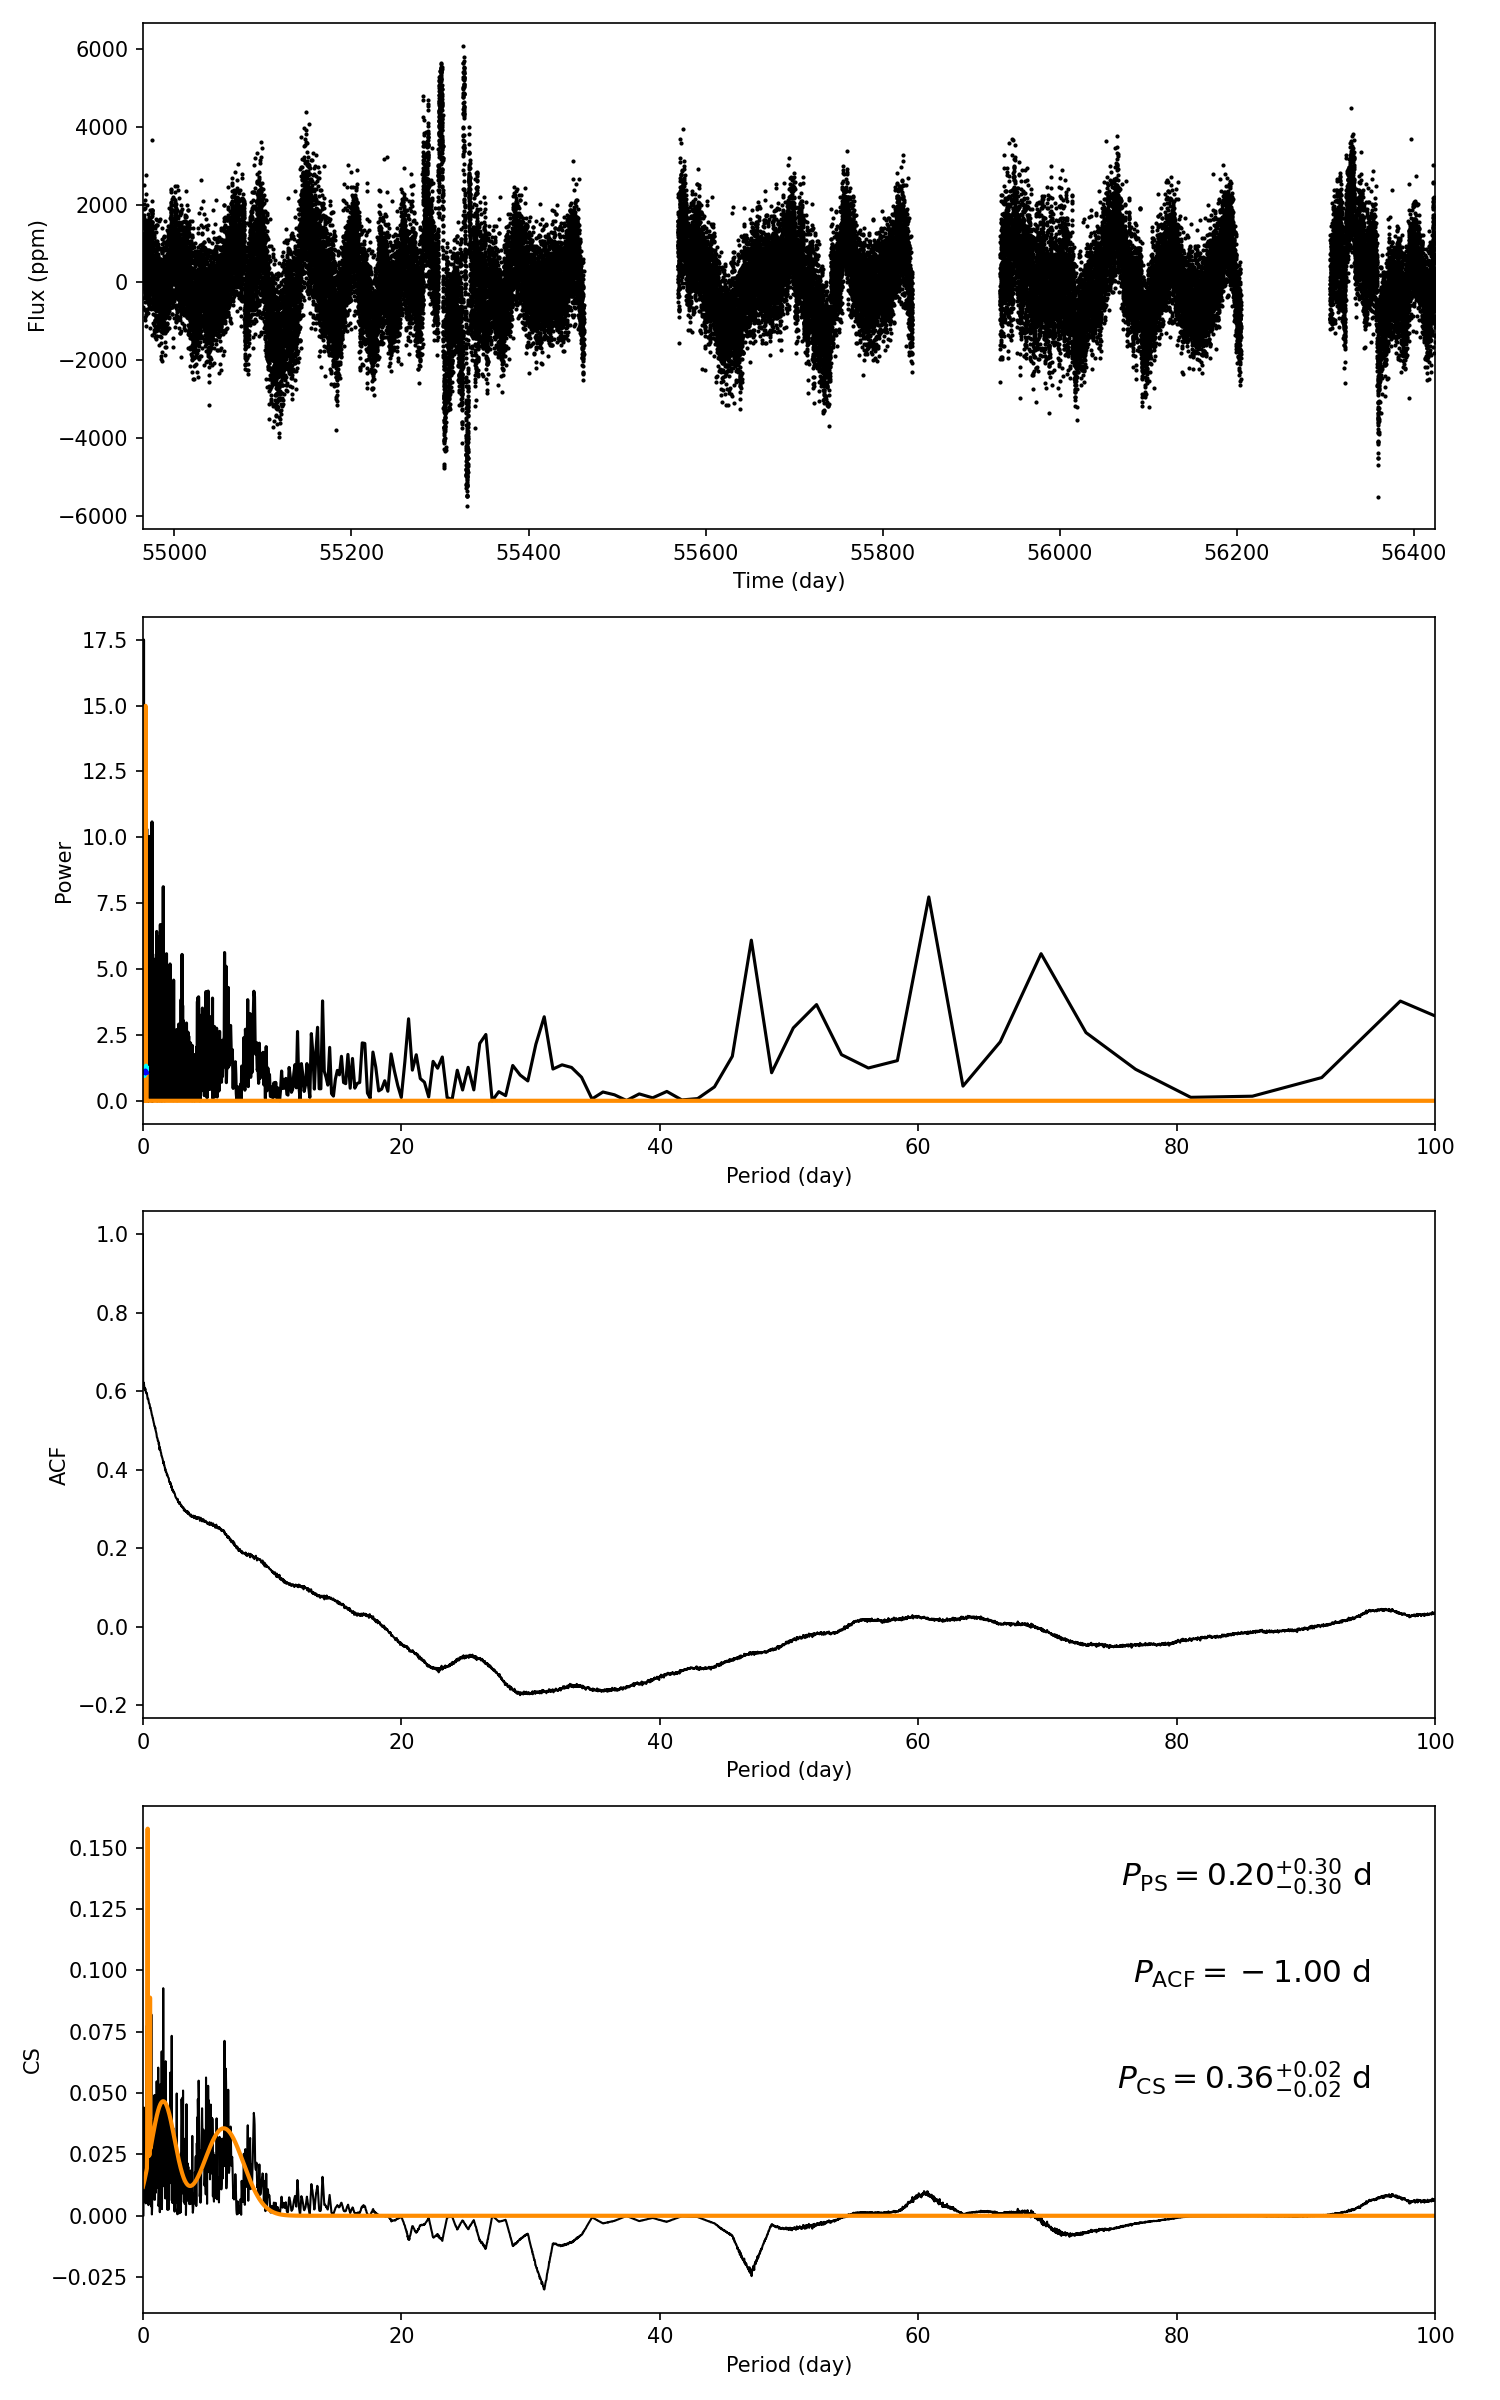 6000
4000
2000
0
−2000
−4000
−6000
Flux (ppm)
55000 55200 55400 55600 55800 56000 56200 56400
Time (day)
17.5
15.0
12.5
10.0
7.5
5.0
2.5
0.0
Power
0 20 40 60 80 100
Period (day)
1.0
0.8
0.6
0.4
0.2
0.0
−0.2
ACF
0 20 40 60 80 100
Period (day)
0.150
0.125
0.100
0.075
0.050
0.025
0.000
−0.025
CS
P_PS = 0.20^{+0.30}_{−0.30} d
P_ACF = −1.00 d
P_CS = 0.36^{+0.02}_{−0.02} d
0 20 40 60 80 100
Period (day)